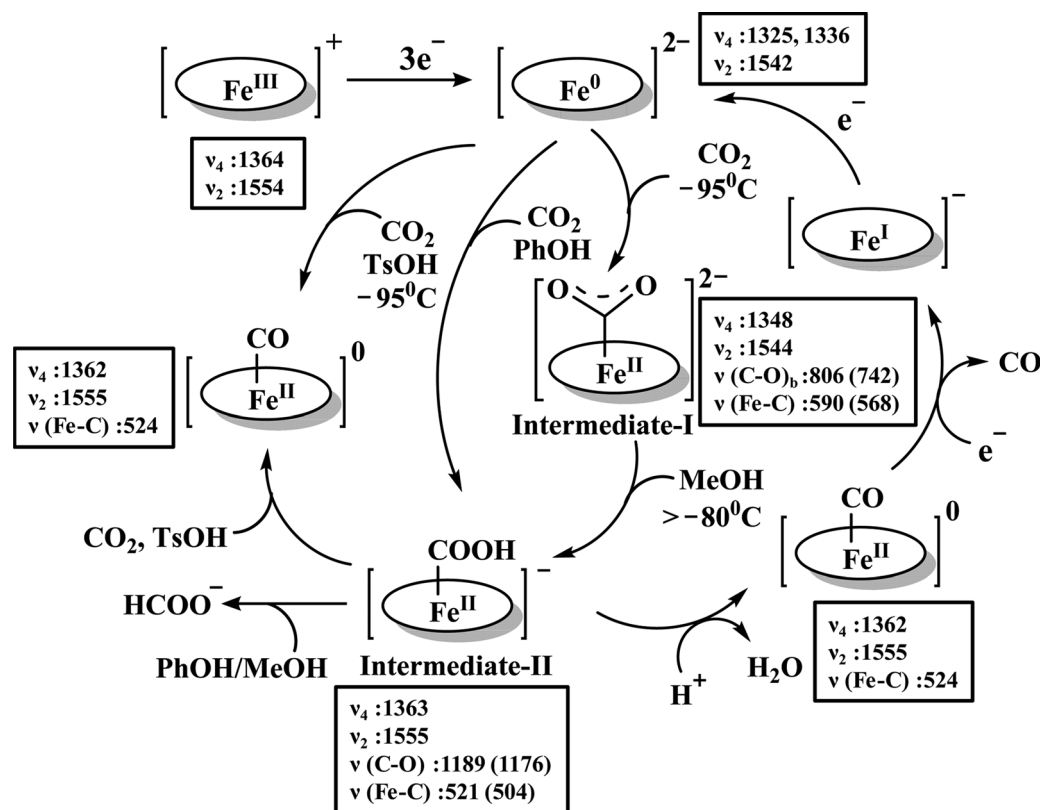 [Fe^III]^+
3e^−
[Fe^0]^2−
ν4 :1325, 1336
ν2 :1542
ν4 :1364
ν2 :1554
e^−
CO2
−95^0C
[Fe^I]^−
CO2
TsOH
−95^0C
CO2
PhOH
O O
[Fe^II]^2−
Intermediate-I
ν4 :1348
ν2 :1544
ν (C-O)b :806 (742)
ν (Fe-C) :590 (568)
CO
e^−
ν4 :1362
ν2 :1555
ν (Fe-C) :524
CO
[Fe^II]^0
MeOH
>−80^0C
CO
[Fe^II]^0
CO2, TsOH
COOH
[Fe^II]^−
Intermediate-II
HCOO^−
PhOH/MeOH
H^+
H2O
ν4 :1362
ν2 :1555
ν (Fe-C) :524
ν4 :1363
ν2 :1555
ν (C-O) :1189 (1176)
ν (Fe-C) :521 (504)